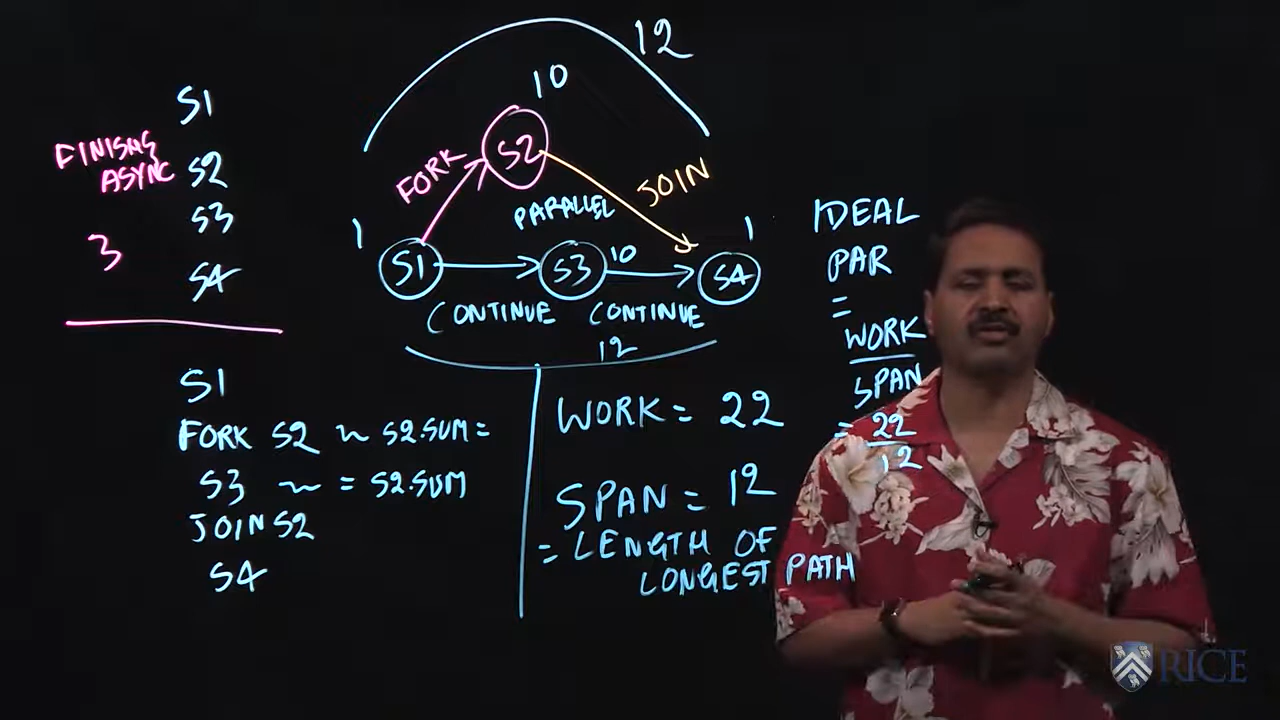 S1
FINISH
ASYNC
S2
S3
3
S4
12
10
S2
FORK
JOIN
PARALLEL
1
S1
S3
10
S4
1
CONTINUE
CONTINUE
12
S1
FORK S2 ~ S2.SUM =
S3 ~ = S2.SUM
JOIN S2
S4
WORK = 22
SPAN = 12
= LENGTH OF
LONGEST PATH
IDEAL
PAR
=
WORK
SPAN
= 22
12
RICE